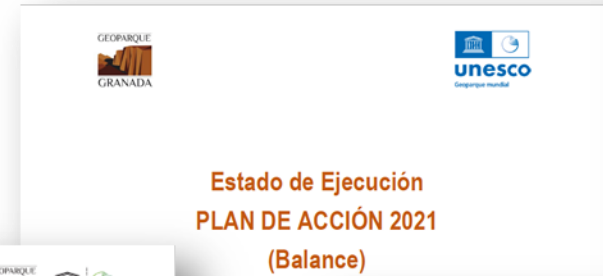 GEOPARQUE
GRANADA
unesco
Geoparque mundial
Estado de Ejecución
PLAN DE ACCIÓN 2021
(Balance)